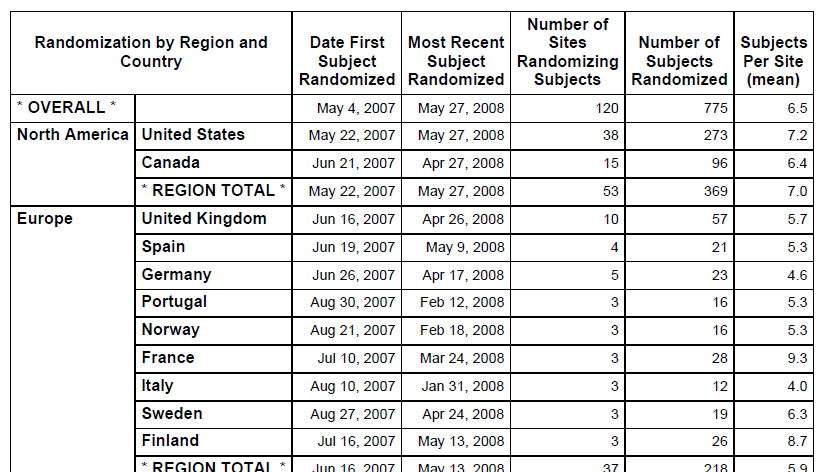 Randomization by Region and Country | Date First Subject Randomized | Most Recent Subject Randomized | Number of Sites Randomizing Subjects | Number of Subjects Randomized | Subjects Per Site (mean)
* OVERALL * | | May 4, 2007 | May 27, 2008 | 120 | 775 | 6.5
North America | United States | May 22, 2007 | May 27, 2008 | 38 | 273 | 7.2
Canada | Jun 21, 2007 | Apr 27, 2008 | 15 | 96 | 6.4
* REGION TOTAL * | May 22, 2007 | May 27, 2008 | 53 | 369 | 7.0
Europe | United Kingdom | Jun 16, 2007 | Apr 26, 2008 | 10 | 57 | 5.7
Spain | Jun 19, 2007 | May 9, 2008 | 4 | 21 | 5.3
Germany | Jun 26, 2007 | Apr 17, 2008 | 5 | 23 | 4.6
Portugal | Aug 30, 2007 | Feb 12, 2008 | 3 | 16 | 5.3
Norway | Aug 21, 2007 | Feb 18, 2008 | 3 | 16 | 5.3
France | Jul 10, 2007 | Mar 24, 2008 | 3 | 28 | 9.3
Italy | Aug 10, 2007 | Jan 31, 2008 | 3 | 12 | 4.0
Sweden | Aug 27, 2007 | Apr 24, 2008 | 3 | 19 | 6.3
Finland | Jul 16, 2007 | May 13, 2008 | 3 | 26 | 8.7
* REGION TOTAL * | Jun 16, 2007 | May 13, 2008 | 37 | 218 | 5.9